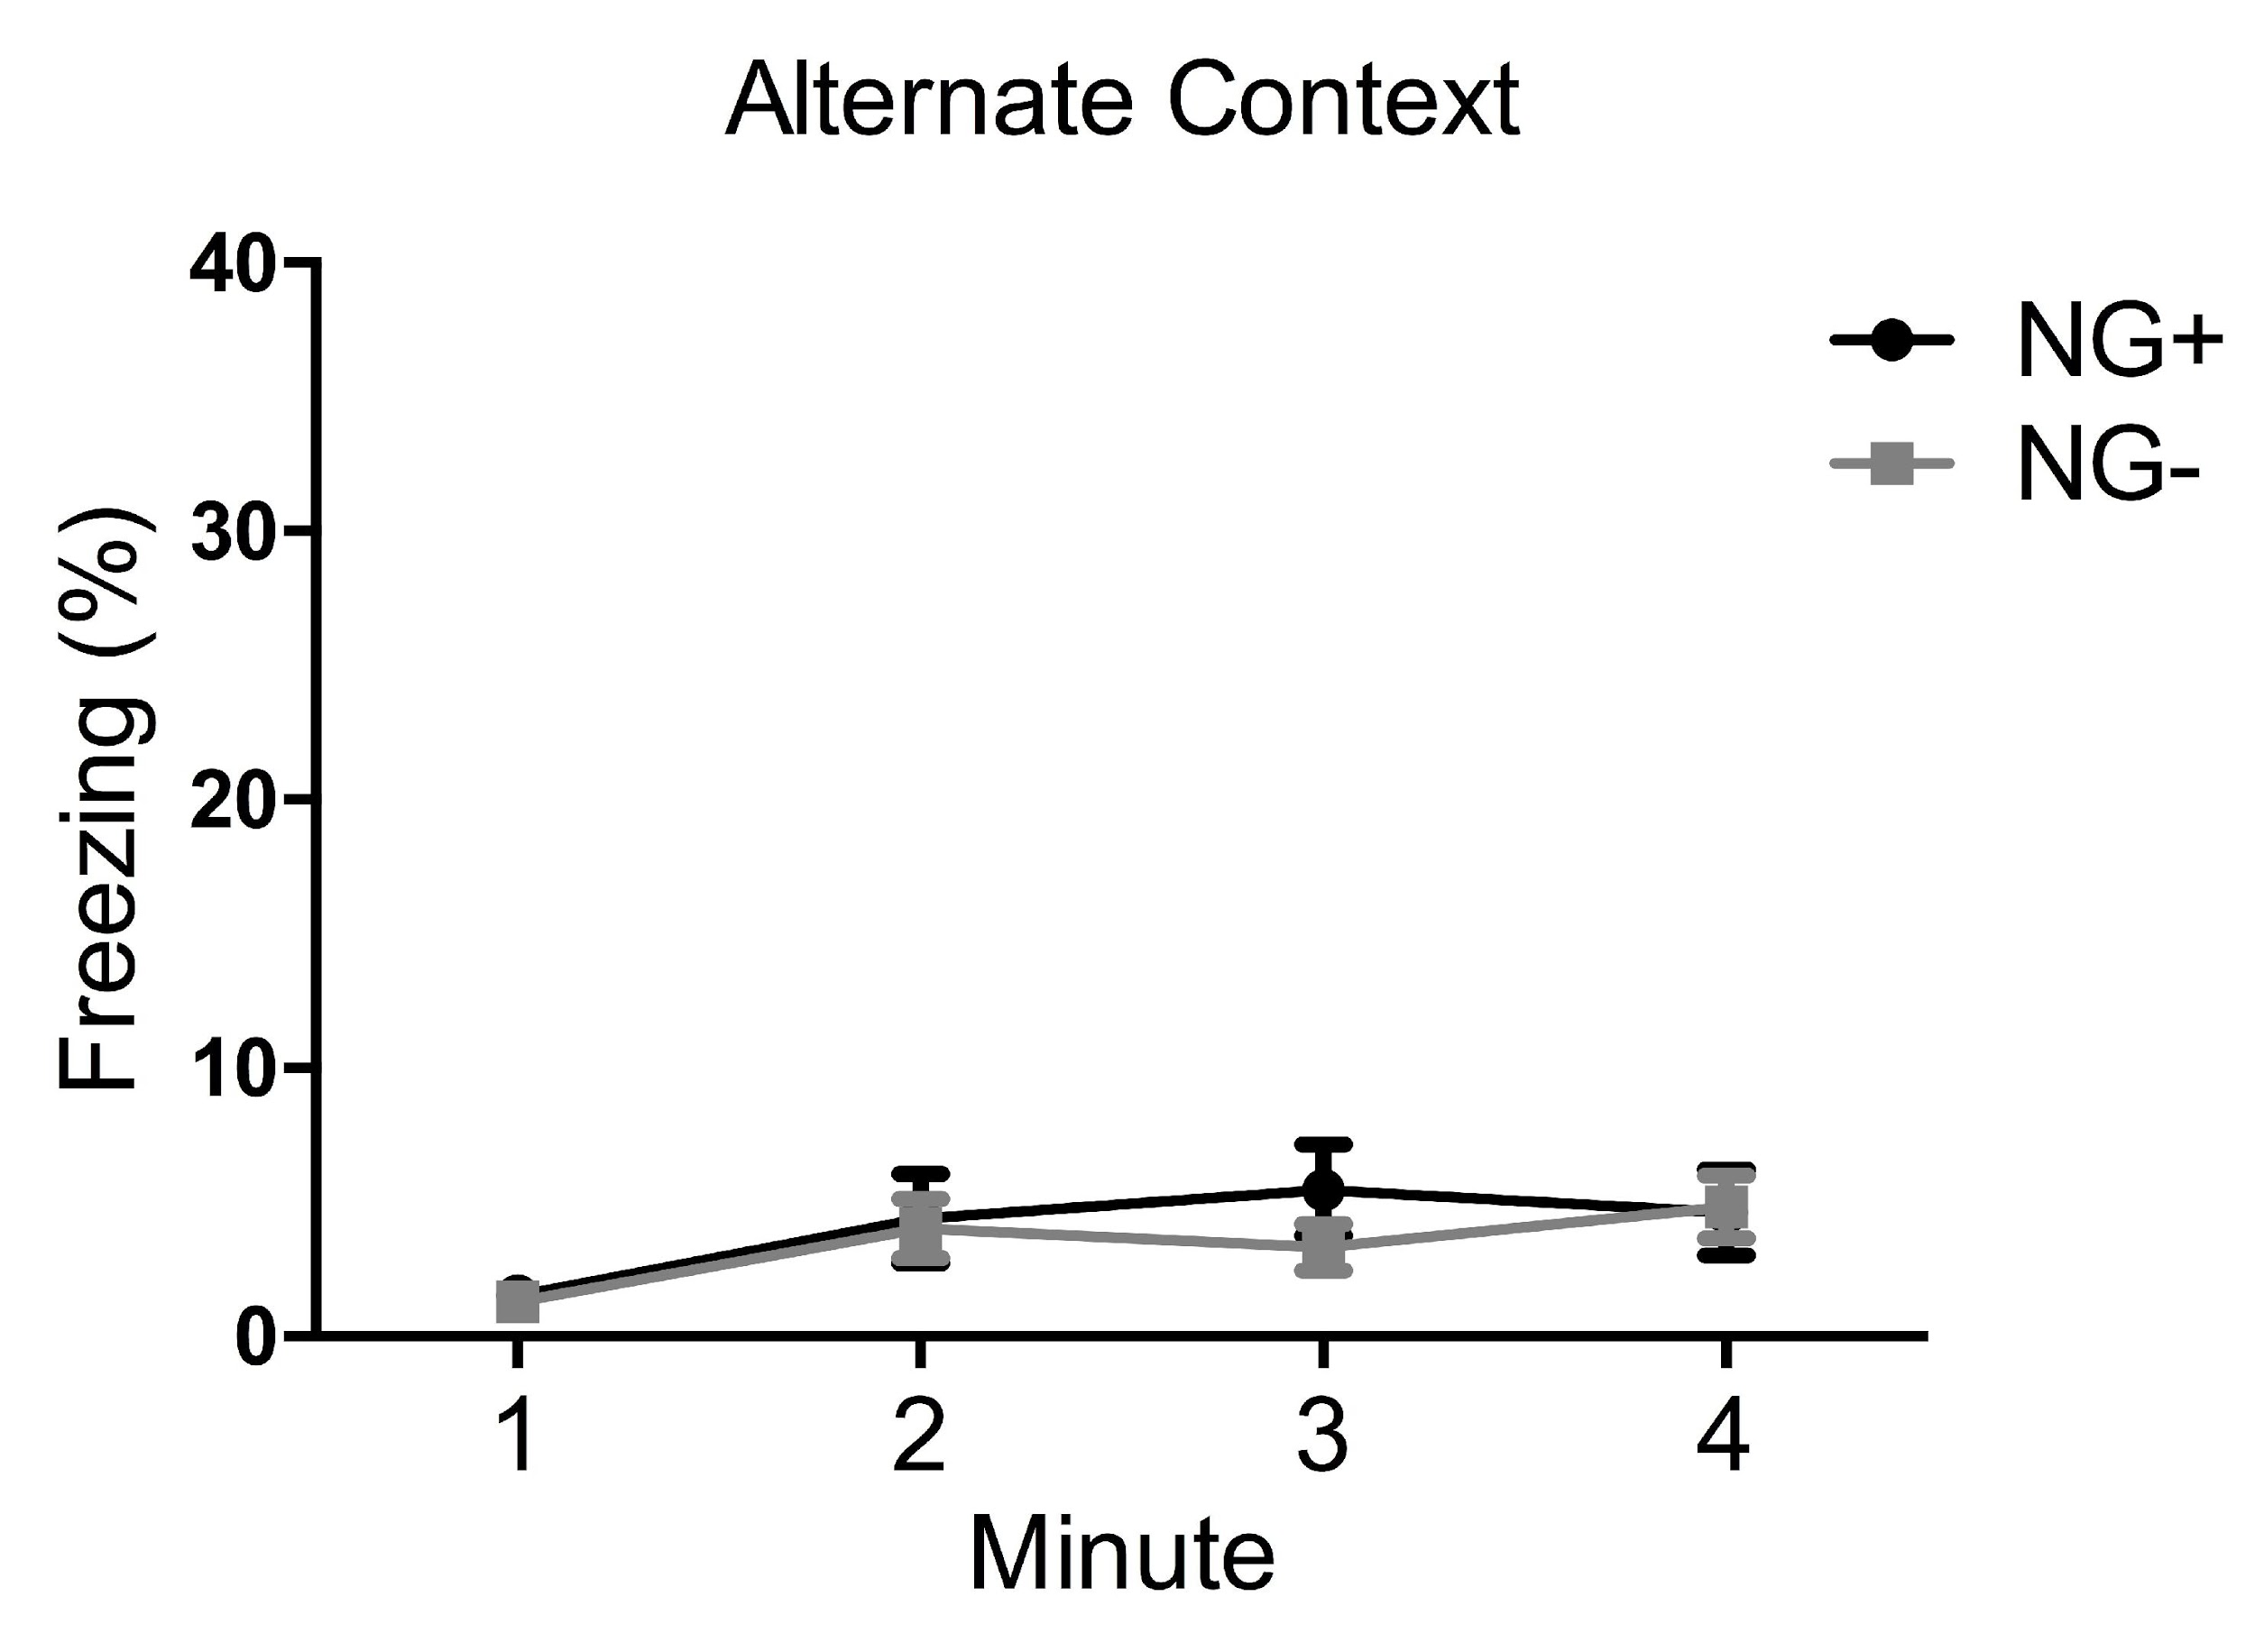 Alternate Context
40
30
20
10
0
Freezing (%)
NG+
NG-
1 2 3 4
Minute